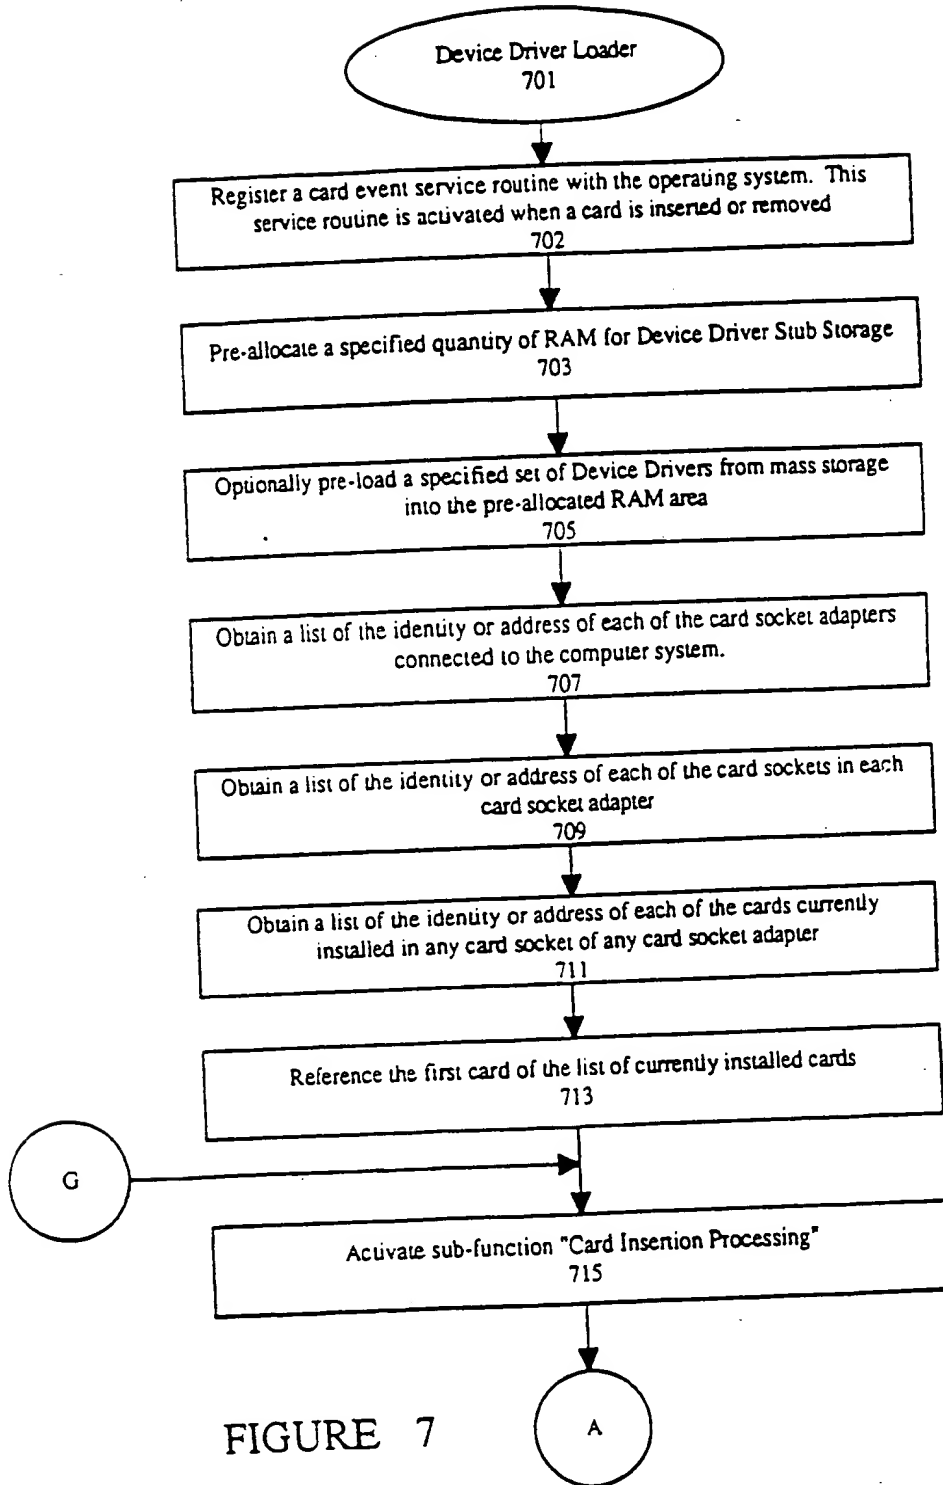 Device Driver Loader
701
Register a card event service routine with the operating system. This
service routine is activated when a card is inserted or removed
702
Pre-allocate a specified quantity of RAM for Device Driver Stub Storage
703
Optionally pre-load a specified set of Device Drivers from mass storage
into the pre-allocated RAM area
705
Obtain a list of the identity or address of each of the card socket adapters
connected to the computer system.
707
Obtain a list of the identity or address of each of the card sockets in each
card socket adapter
709
Obtain a list of the identity or address of each of the cards currently
installed in any card socket of any card socket adapter
711
Reference the first card of the list of currently installed cards
713
G
Activate sub-function "Card Insertion Processing"
715
A
FIGURE 7